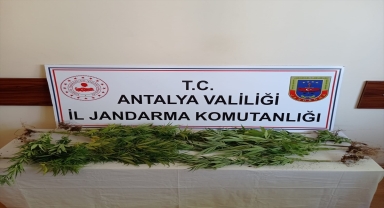 T.C.
ANTALYA VALİLİĞİ
İL JANDARMA KOMUTANLIĞI